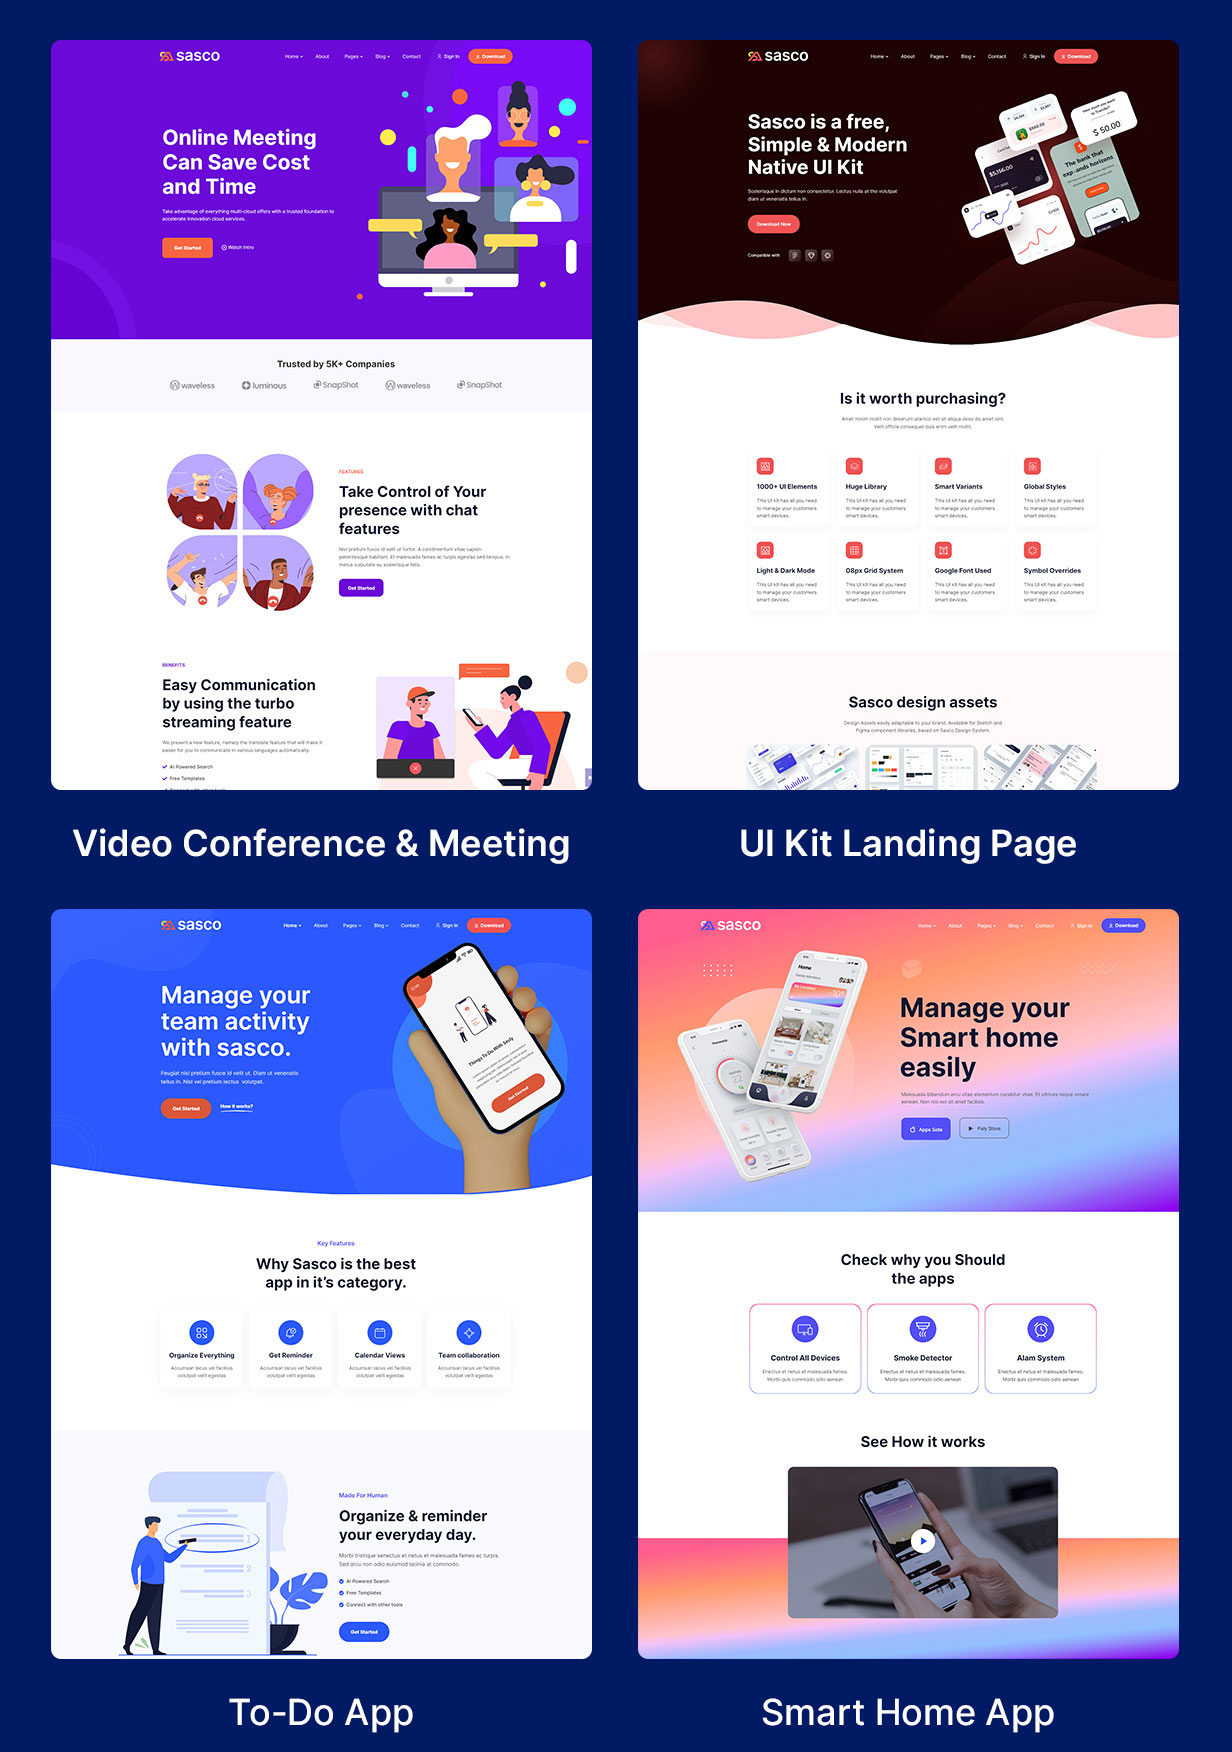 sasco
Home About Pages Blog Contact Sign In Download
Online Meeting
Can Save Cost
and Time
Take advantage of everything multi-cloud offers with a trusted foundation to
accelerate innovation cloud services.
Get Started Watch Intro
Trusted by 5K+ Companies
waveless luminous SnapShot waveless SnapShot
FEATURES
Take Control of Your
presence with chat
features
Nisl pretium fusce id velit ut tortor. A condimentum vitae sapien
pellentesque habitant. Et malesuada fames ac turpis egestas sed tempus. In
metus vulputate eu scelerisque felis.
Get Started
BENEFITS
Easy Communication
by using the turbo
streaming feature
We present a new feature, namely the translate feature that will make it
easier for you to communicate in various languages automatically.
AI Powered Search
Free Templates
Video Conference & Meeting
sasco
Home About Pages Blog Contact Sign In Download
Sasco is a free,
Simple & Modern
Native UI Kit
Scelerisque in dictum non consectetur. Lectus nulla at the volutpat
diam ut venenatis tellus in.
Download Now
Compatible with
$5,156.00
$ 50.00
The bank that
expands horizons
Is it worth purchasing?
Amet minim mollit non deserunt ullamco est sit aliqua dolor do amet sint.
Velit officia consequat duis enim velit mollit.
1000+ UI Elements Huge Library Smart Variants Global Styles
This UI kit has all you need This UI kit has all you need This UI kit has all you need This UI kit has all you need
to manage your customers to manage your customers to manage your customers to manage your customers
smart devices. smart devices. smart devices. smart devices.
Light & Dark Mode 08px Grid System Google Font Used Symbol Overrides
This UI kit has all you need This UI kit has all you need This UI kit has all you need This UI kit has all you need
to manage your customers to manage your customers to manage your customers to manage your customers
smart devices. smart devices. smart devices. smart devices.
Sasco design assets
Design Assets easily adaptable to your brand. Available for Sketch and
Figma component libraries, based on Sasco Design System.
UI Kit Landing Page
sasco
Home About Pages Blog Contact Sign In Download
Manage your
team activity
with sasco.
Feugiat nisl pretium fusce id velit ut. Diam ut venenatis
tellus in. Nisl vel pretium lectus volutpat.
Get Started How it works?
Things To Do With Sedy
Get Started
Key Features
Why Sasco is the best
app in it's category.
Organize Everything Get Reminder Calendar Views Team collaboration
Accumsan lacus vel facilisis Accumsan lacus vel facilisis Accumsan lacus vel facilisis Accumsan lacus vel facilisis
volutpat velit egestas volutpat velit egestas volutpat velit egestas volutpat velit egestas
1
2
3
Made For Human
Organize & reminder
your everyday day.
Morbi tristique senectus et netus et malesuada fames ac turpis.
Sed arcu non odio euismod lacinia at commodo.
AI Powered Search
Free Templates
Connect with other tools
Get Started
To-Do App
sasco
Home About Pages Blog Contact Sign In Download
Home
Manage your
Smart home
easily
Malesuada bibendum arcu vitae elementum curabitur vitae. Et ultrices neque ornare
aenean. Non nisi est sit amet facilisis.
Apps Sote Paly Store
Check why you Should
the apps
Control All Devices Smoke Detector Alam System
Enectus et netus et malesuada fames. Enectus et netus et malesuada fames. Enectus et netus et malesuada fames.
Morbi quis commodo odio aenean Morbi quis commodo odio aenean Morbi quis commodo odio aenean
See How it works
Smart Home App